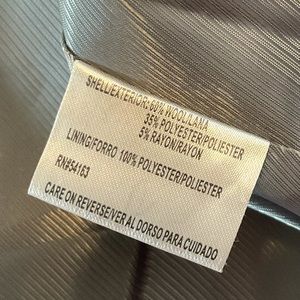 SHELL/EXTERIOR: 60% WOOL/LANA
35% POLYESTER/POLIESTER
5% RAYON/RAYON
LINING/FORRO 100% POLYESTER/POLIESTER
RN#54163
CARE ON REVERSE/VER AL DORSO PARA CUIDADO